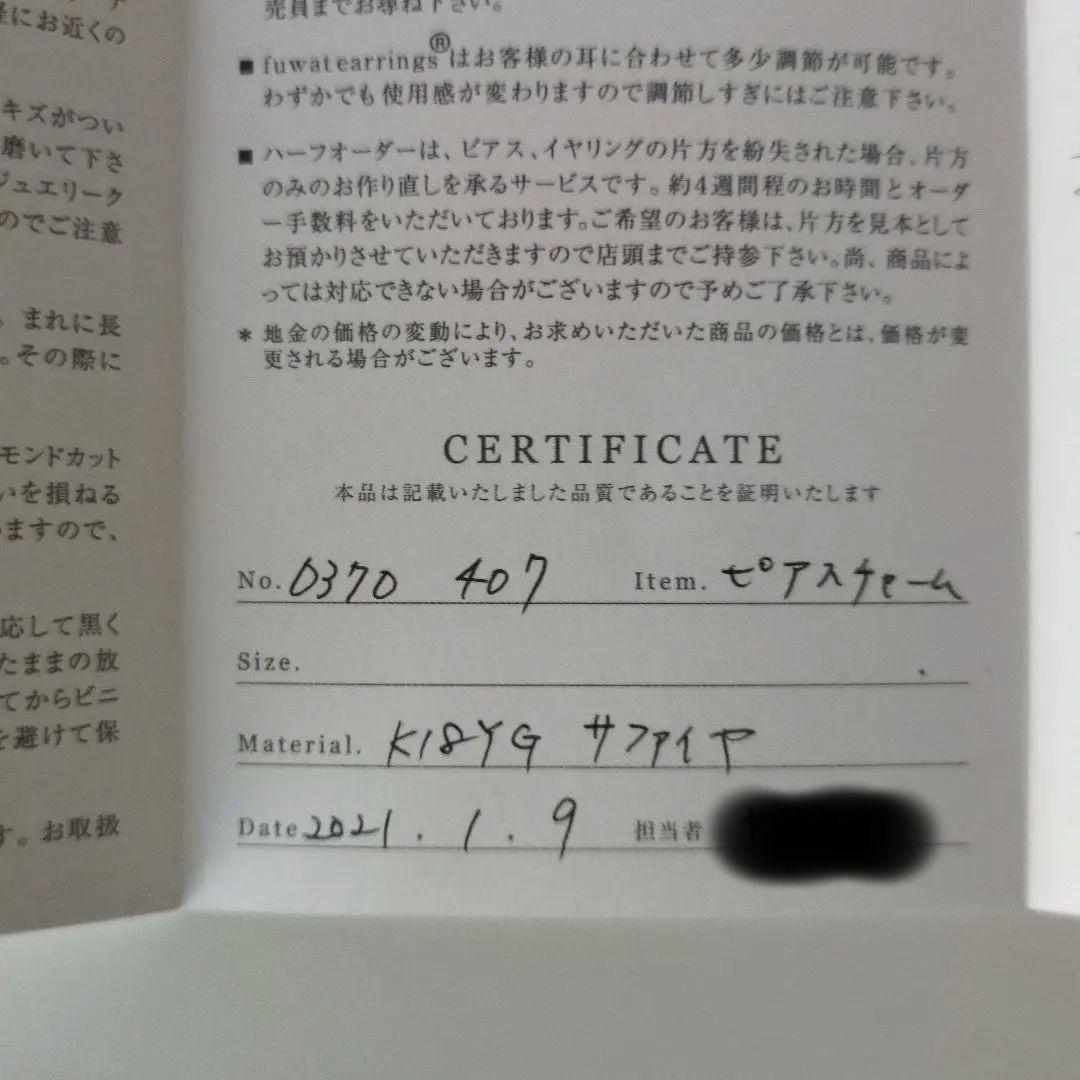 軽にお近くの
キズがつい
磨いて下さ
ジュエリーク
のでご注意
。まれに長
。その際に
モンドカット
いを損ねる
ますので、
応して黒く
たままの放
てからビニ
を避けて保
す。お取扱
売員までお尋ね下さい。
■ fuwatearrings®はお客様の耳に合わせて多少調節が可能です。
わずかでも使用感が変わりますので調節しすぎにはご注意下さい。
■ ハーフオーダーは、ピアス、イヤリングの片方を紛失された場合、片方
のみのお作り直しを承るサービスです。約4週間程のお時間とオーダ
ー手数料をいただいております。ご希望のお客様は、片方を見本として
お預かりさせていただきますので店頭までご持参下さい。尚、商品によ
っては対応できない場合がございますので予めご了承下さい。
* 地金の価格の変動により、お求めいただいた商品の価格とは、価格が変
更される場合がございます。
CERTIFICATE
本品は記載いたしました品質であることを証明いたします
No. 0370 407 Item. ピアスチャーム
Size.
Material. K18YG サファイヤ
Date 2021.1.9 担当者